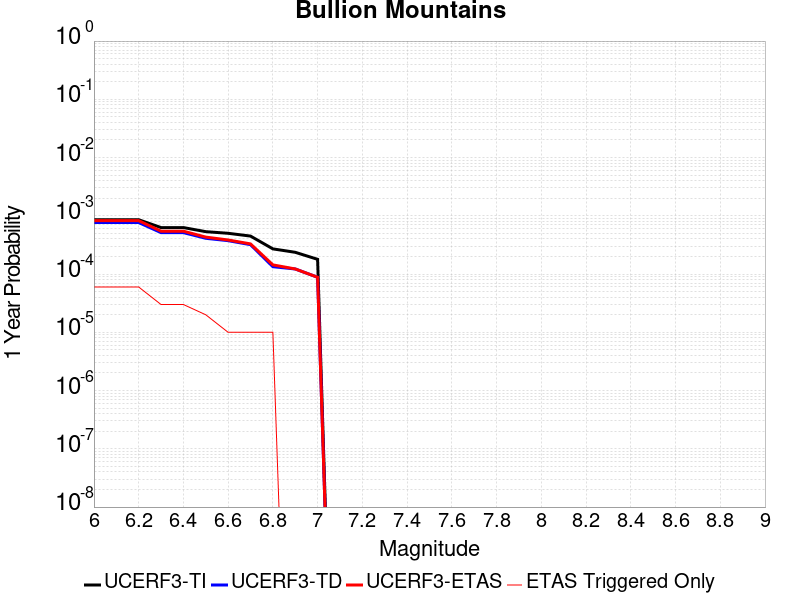 Bullion Mountains
10^0
10^-1
10^-2
10^-3
10^-4
10^-5
10^-6
10^-7
10^-8
1 Year Probability
6 6.2 6.4 6.6 6.8 7 7.2 7.4 7.6 7.8 8 8.2 8.4 8.6 8.8 9
Magnitude
UCERF3-TI UCERF3-TD UCERF3-ETAS ETAS Triggered Only